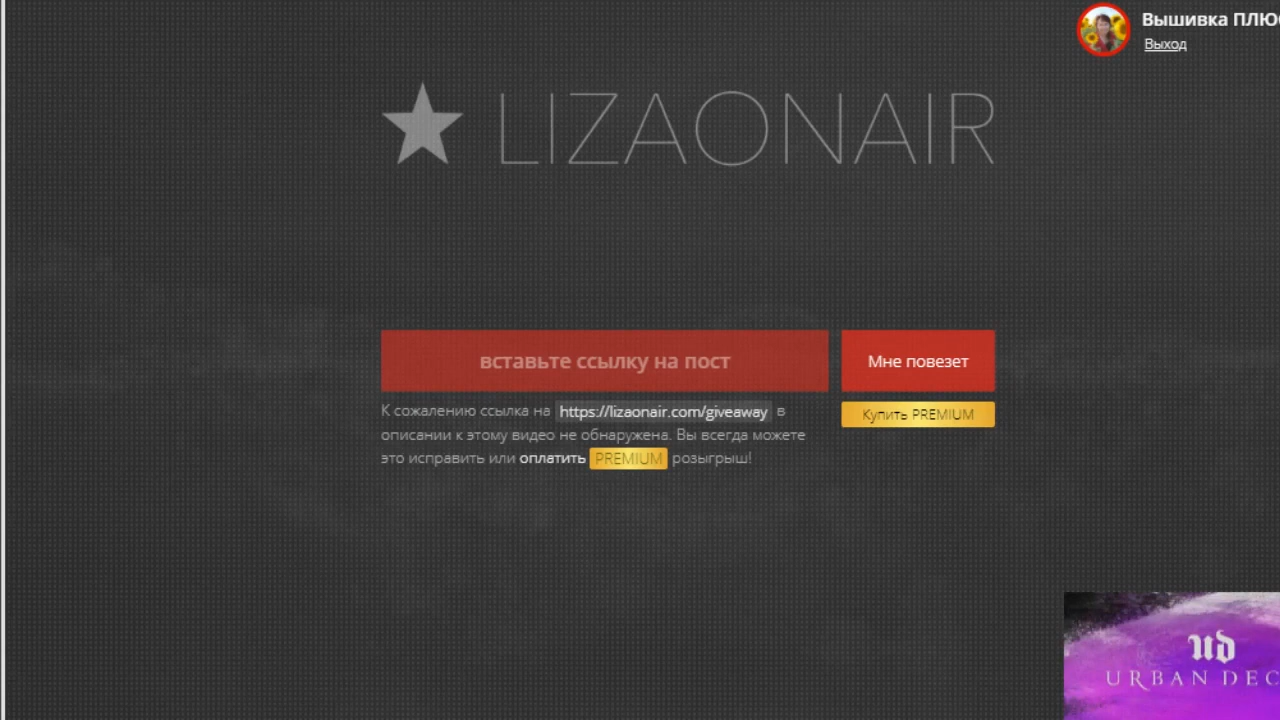 Вышивка ПЛЮС
Выход
LIZAONAIR
вставьте ссылку на пост
Мне повезет
К сожалению ссылка на https://lizaonair.com/giveaway в
описании к этому видео не обнаружена. Вы всегда можете
это исправить или оплатить PREMIUM розыгрыш!
Купить PREMIUM
UD
URBAN DEC